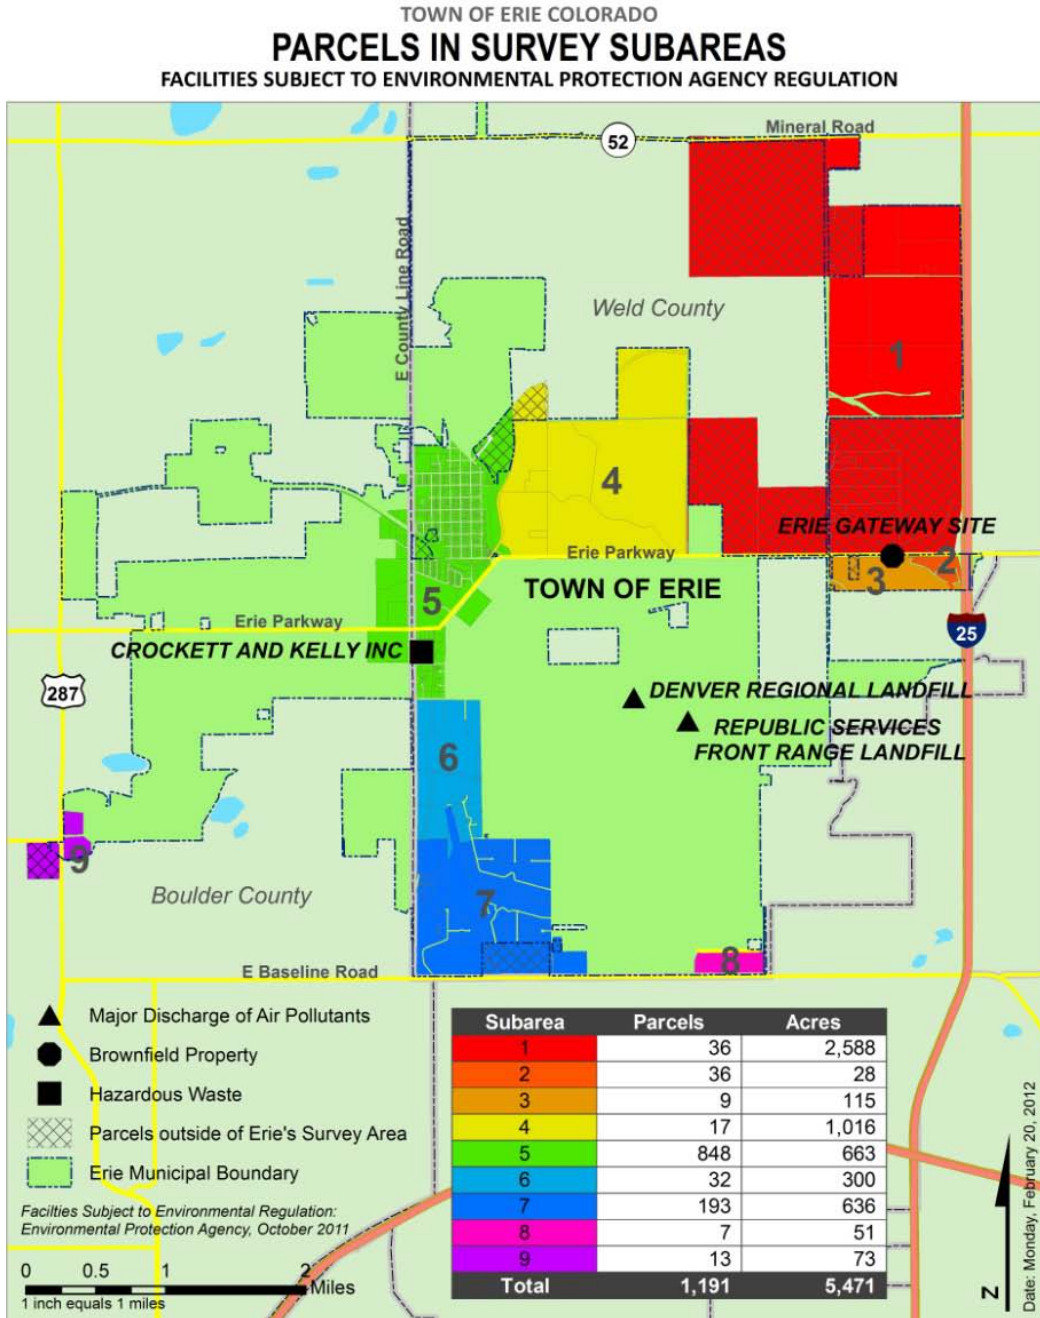 TOWN OF ERIE COLORADO
PARCELS IN SURVEY SUBAREAS
FACILITIES SUBJECT TO ENVIRONMENTAL PROTECTION AGENCY REGULATION
Mineral Road
52
E County Line Road
Weld County
1
4
ERIE GATEWAY SITE
Erie Parkway
2
3
TOWN OF ERIE
5
Erie Parkway
25
CROCKETT AND KELLY INC
287
DENVER REGIONAL LANDFILL
REPUBLIC SERVICES
FRONT RANGE LANDFILL
6
9
Boulder County
7
8
E Baseline Road
Major Discharge of Air Pollutants
Brownfield Property
Hazardous Waste
Parcels outside of Erie's Survey Area
Erie Municipal Boundary
Facilties Subject to Environmental Regulation:
Environmental Protection Agency, October 2011
0 0.5 1 2
Miles
1 inch equals 1 miles
Subarea Parcels Acres
1 36 2,588
2 36 28
3 9 115
4 17 1,016
5 848 663
6 32 300
7 193 636
8 7 51
9 13 73
Total 1,191 5,471
N
Date: Monday, February 20, 2012